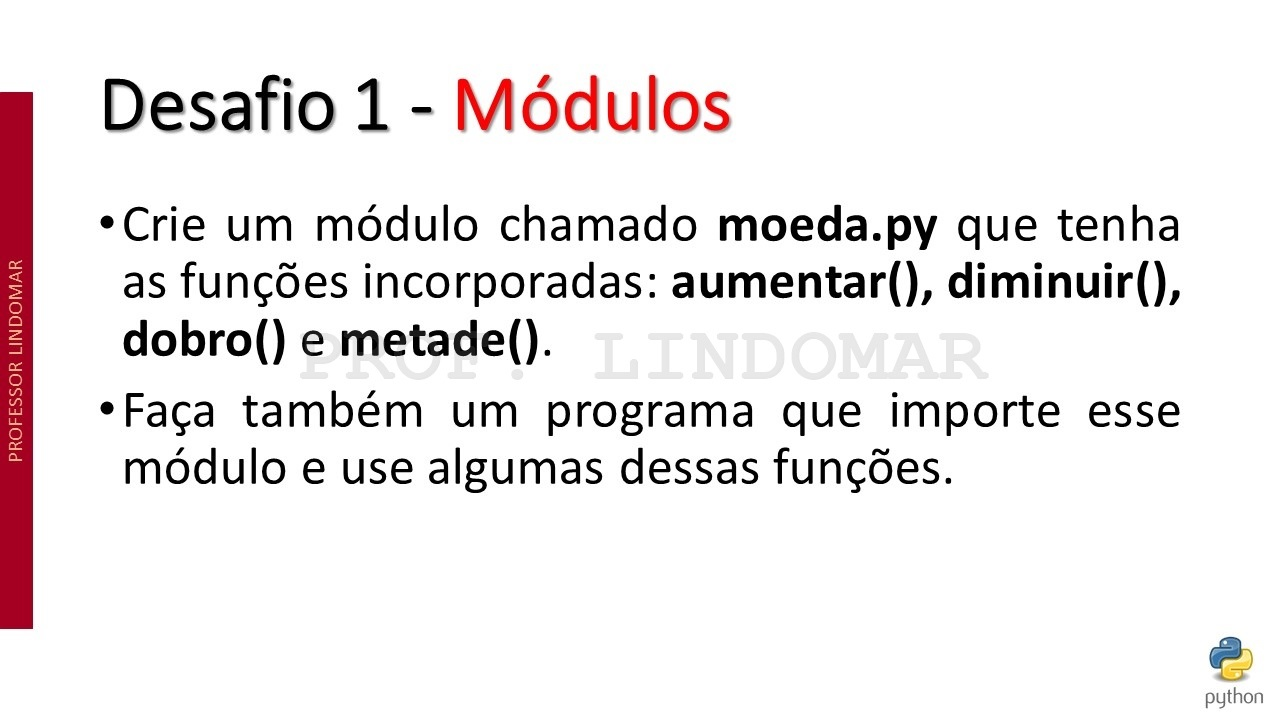 Desafio 1 - Módulos
•Crie um módulo chamado moeda.py que tenha
as funções incorporadas: aumentar(), diminuir(),
dobro() e metade().
•Faça também um programa que importe esse
módulo e use algumas dessas funções.
PROF. LINDOMAR
PROFESSOR LINDOMAR
python